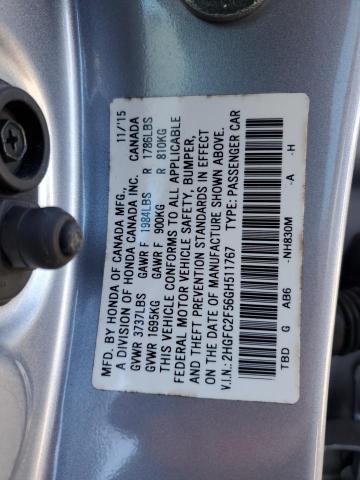 MFD. BY HONDA OF CANADA MFG., 11/'15
A DIVISION OF HONDA CANADA INC. CANADA
GVWR 3737LBS GAWR F 1984LBS R 1786LBS
GVWR 1695KG GAWR F 900KG R 810KG
THIS VEHICLE CONFORMS TO ALL APPLICABLE
FEDERAL MOTOR VEHICLE SAFETY, BUMPER,
AND THEFT PREVENTION STANDARDS IN EFFECT
ON THE DATE OF MANUFACTURE SHOWN ABOVE.
V.I.N.: 2HGFC2F56GH511767 TYPE: PASSENGER CAR
TBD G AB6 -NH830M -A -H